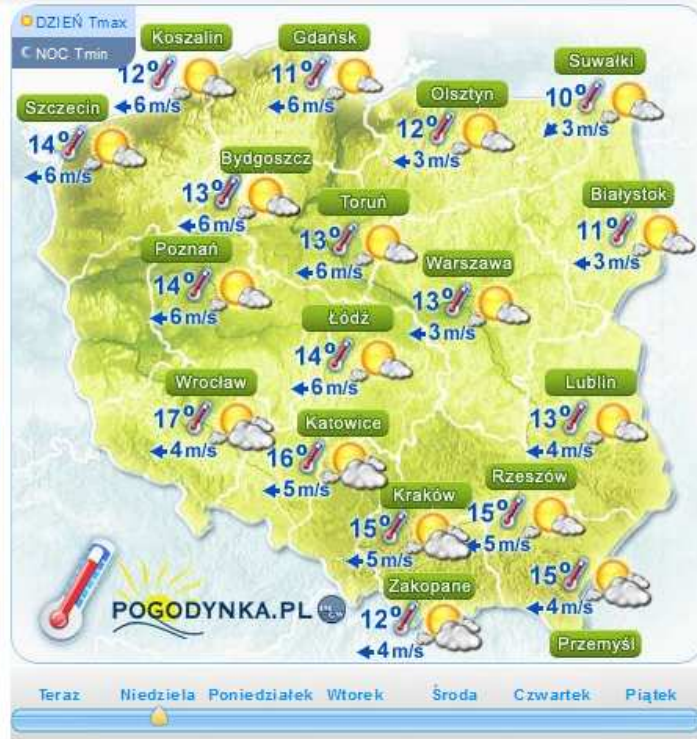 DZIEŃ Tmax
NOC Tmin
Koszalin
12°
6 m/s
Gdańsk
11°
6 m/s
Suwałki
10°
3 m/s
Olsztyn
12°
3 m/s
Szczecin
14°
6 m/s
Bydgoszcz
13°
6 m/s
Toruń
13°
6 m/s
Białystok
11°
3 m/s
Poznań
14°
6 m/s
Warszawa
13°
3 m/s
Łódź
14°
6 m/s
Wrocław
17°
4 m/s
Katowice
16°
5 m/s
Lublin
13°
4 m/s
Kraków
15°
5 m/s
Rzeszów
15°
5 m/s
Zakopane
12°
4 m/s
15°
4 m/s
Przemyśl
POGODYNKA.PL
Teraz Niedziela Poniedziałek Wtorek Środa Czwartek Piątek